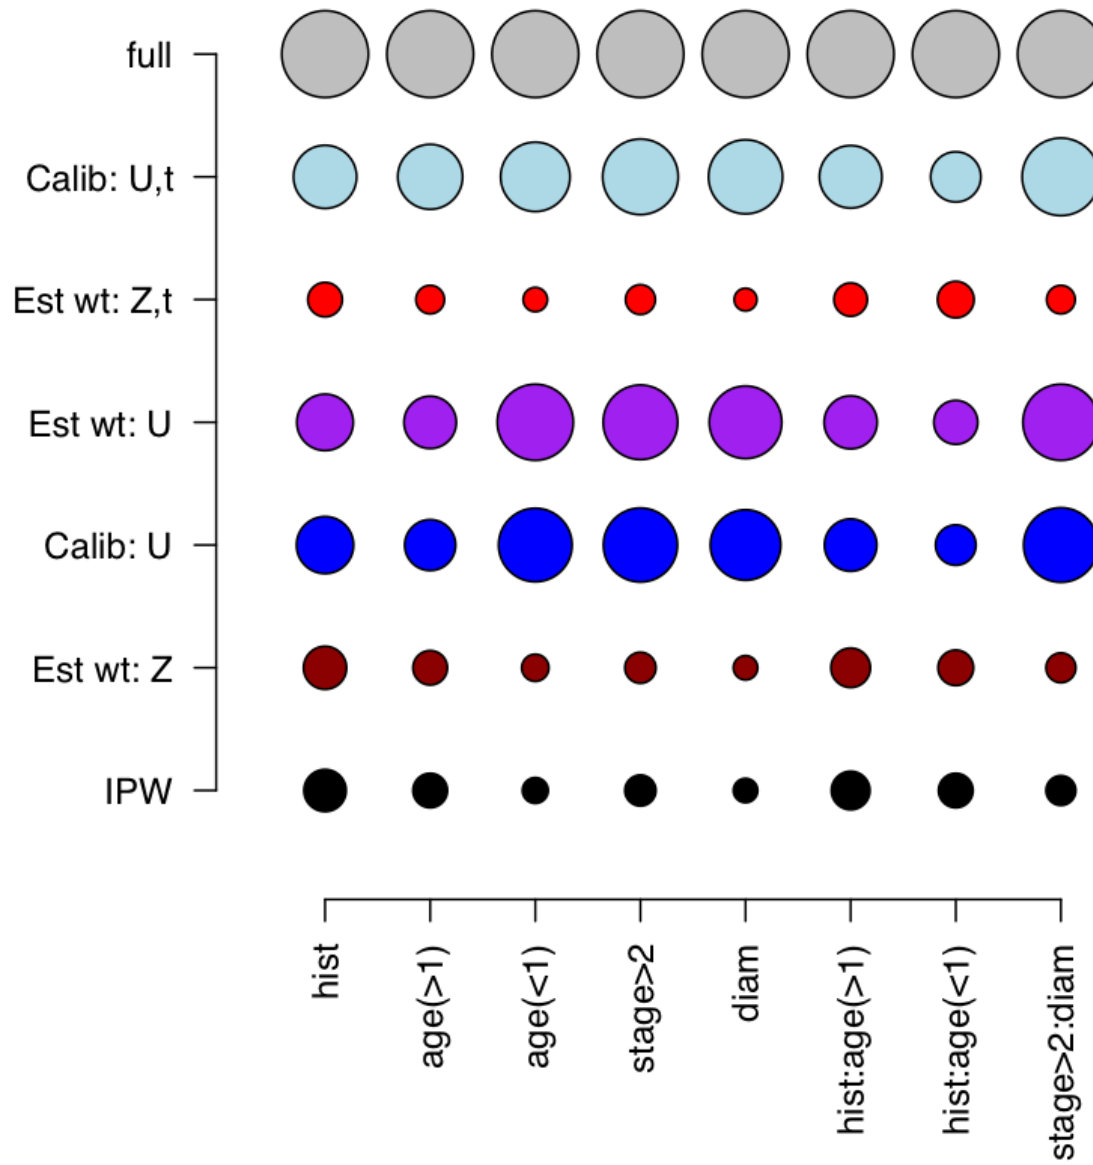 full
Calib: U,t
Est wt: Z,t
Est wt: U
Calib: U
Est wt: Z
IPW
hist
age(>1)
age(<1)
stage>2
diam
hist:age(>1)
hist:age(<1)
stage>2:diam